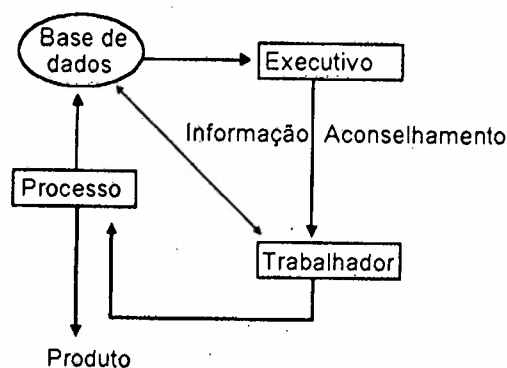 Base de
dados
Executivo
Informação Aconselhamento
Processo
Trabalhador
Produto